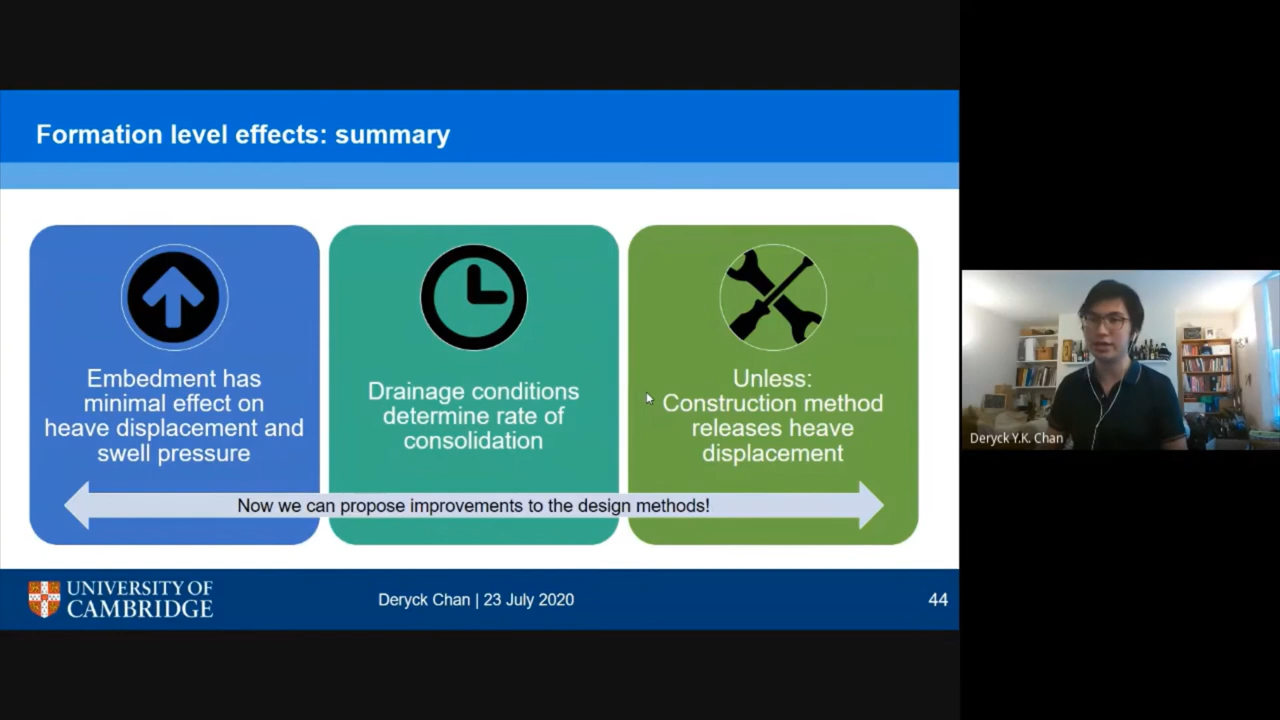 Formation level effects: summary
Embedment has
minimal effect on
heave displacement and
swell pressure
Drainage conditions
determine rate of
consolidation
Unless:
Construction method
releases heave
displacement
Now we can propose improvements to the design methods!
UNIVERSITY OF
CAMBRIDGE
Deryck Chan | 23 July 2020
44
Deryck Y.K. Chan